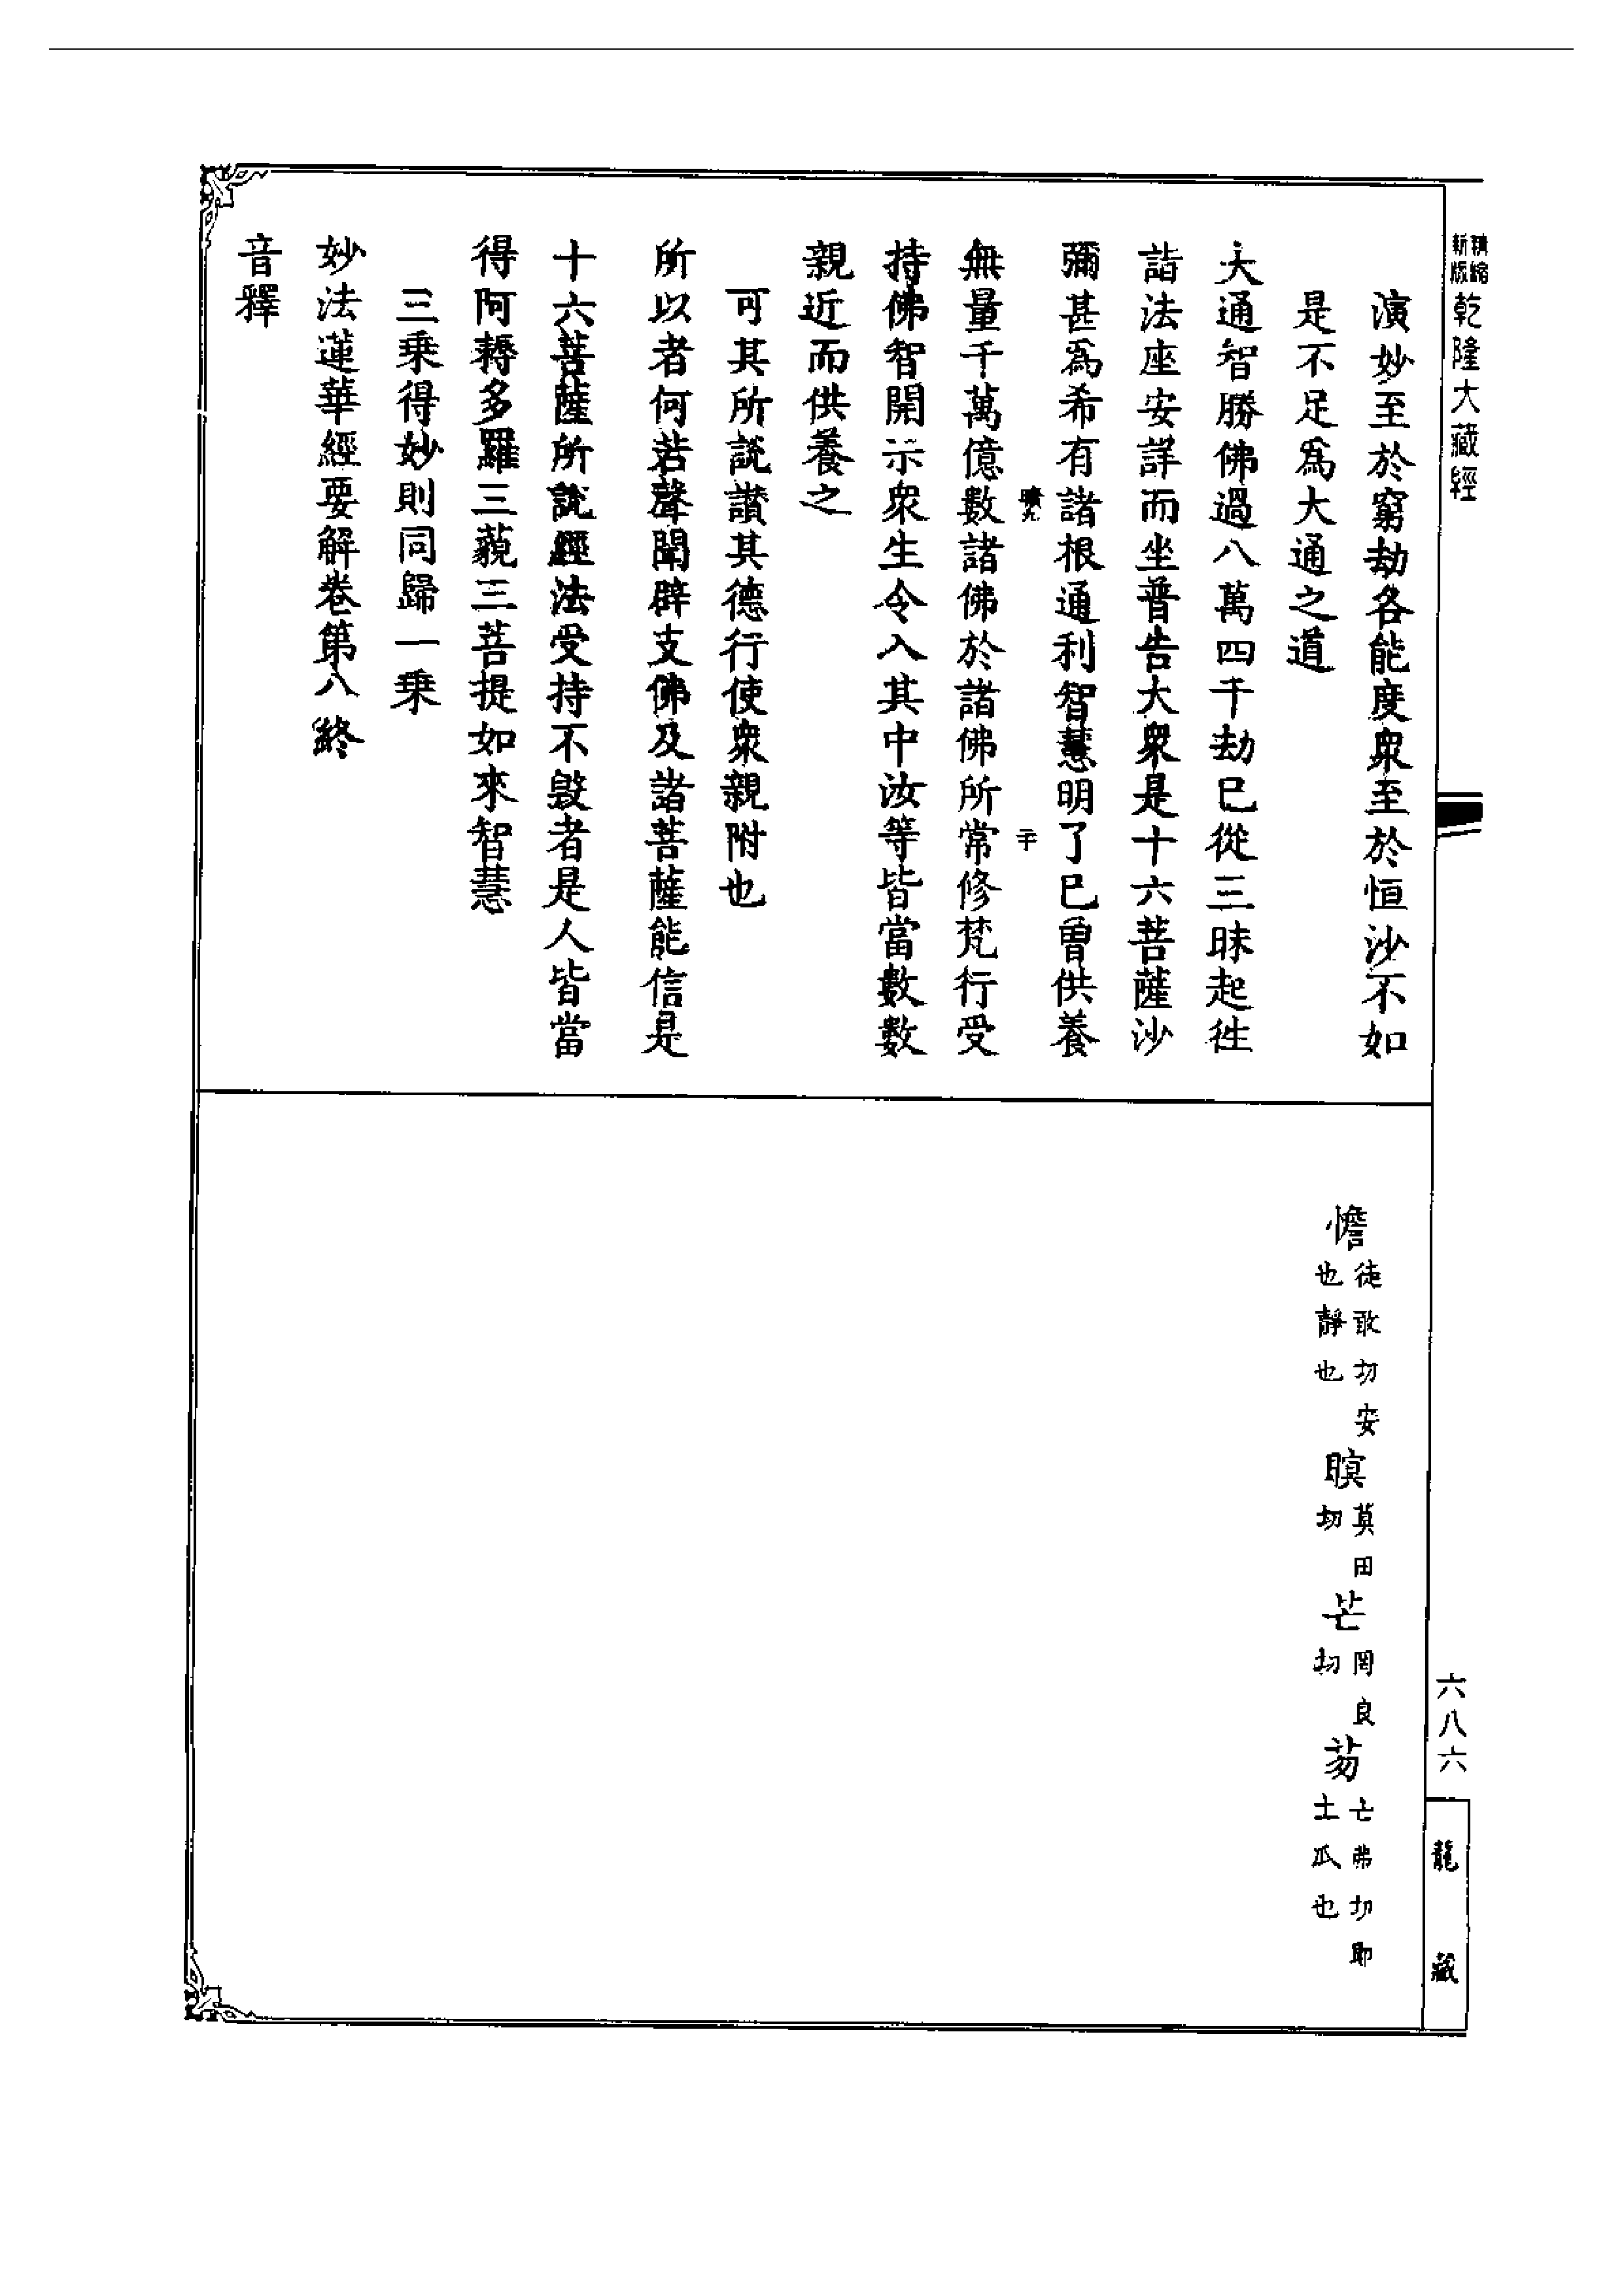 精縮新版乾隆大藏經
演妙至於窮劫各能度衆至於恒沙不如
是不足爲大通之道
大通智勝佛過八萬四千劫已從三昧起往
詣法座安詳而坐普告大衆是十六菩薩沙
彌甚爲希有諸根通利智慧明了已曾供養
二十
無量千萬億數諸佛於諸佛所常修梵行受
持佛智開示衆生令入其中汝等皆當數數
親近而供養之
可其所說讃其德行使衆親附也
所以者何若聲聞辟支佛及諸菩薩能信是
十六菩薩所說經法受持不毀者是人皆當
得阿耨多羅三藐三菩提如來智慧
三乗得妙則同歸一乗
妙法蓮華經要解卷第八終
音釋
憺徒敢切安也靜也瞑莫田切芒罔良切芴亡弗切即土瓜也
六八六
龍藏